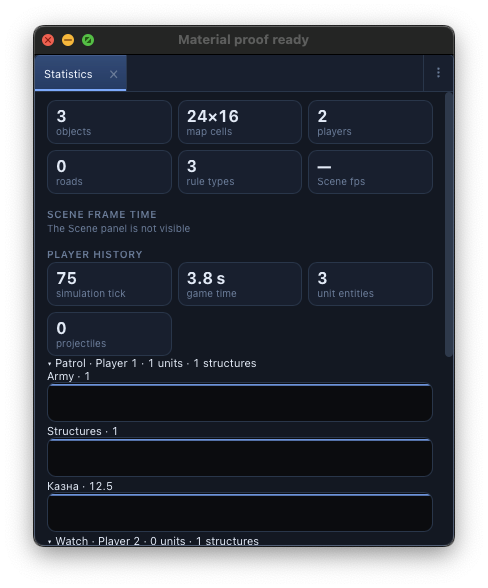 Material proof ready
Statistics
3 24×16 2
objects map cells players
0 3 —
roads rule types Scene fps
SCENE FRAME TIME
The Scene panel is not visible
PLAYER HISTORY
75 3.8 s 3
simulation tick game time unit entities
0
projectiles
▾ Patrol · Player 1 · 1 units · 1 structures
Army · 1
Structures · 1
Казна · 12.5
▾ Watch · Player 2 · 0 units · 1 structures